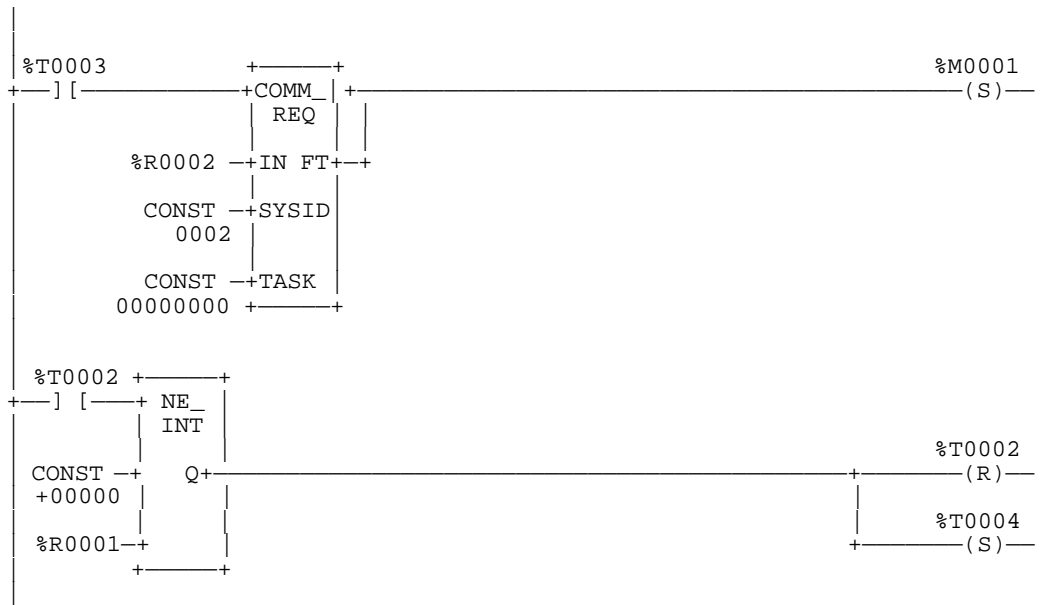 %T0003 %M0001
] [ COMM_ (S)
REQ
%R0002 IN FT
CONST SYSID
0002
CONST TASK
00000000
%T0002
] [ NE_
INT
%T0002
CONST Q (R)
+00000
%T0004
%R0001 (S)